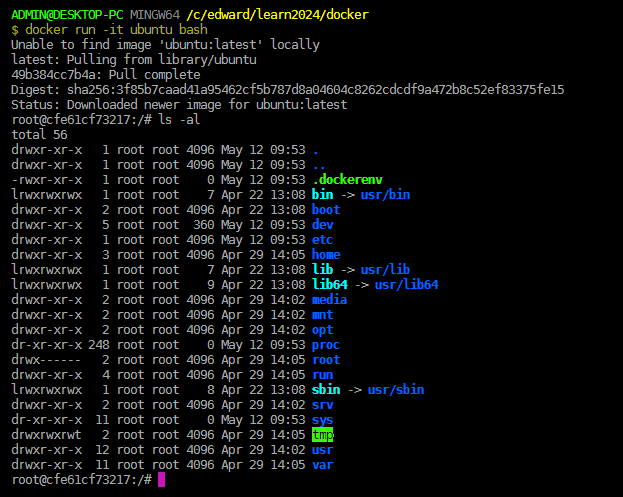 ADMIN@DESKTOP-PC MINGW64 /c/edward/learn2024/docker
$ docker run -it ubuntu bash
Unable to find image 'ubuntu:latest' locally
latest: Pulling from library/ubuntu
49b384cc7b4a: Pull complete
Digest: sha256:3f85b7caad41a95462cf5b787d8a04604c8262cdcdf9a472b8c52ef83375fe15
Status: Downloaded newer image for ubuntu:latest
root@cfe61cf73217:/# ls -al
total 56
drwxr-xr-x   1 root root 4096 May 12 09:53 .
drwxr-xr-x   1 root root 4096 May 12 09:53 ..
-rwxr-xr-x   1 root root    0 May 12 09:53 .dockerenv
lrwxrwxrwx   1 root root    7 Apr 22 13:08 bin -> usr/bin
drwxr-xr-x   2 root root 4096 Apr 22 13:08 boot
drwxr-xr-x   5 root root  360 May 12 09:53 dev
drwxr-xr-x   1 root root 4096 May 12 09:53 etc
drwxr-xr-x   3 root root 4096 Apr 29 14:05 home
lrwxrwxrwx   1 root root    7 Apr 22 13:08 lib -> usr/lib
lrwxrwxrwx   1 root root    9 Apr 22 13:08 lib64 -> usr/lib64
drwxr-xr-x   2 root root 4096 Apr 29 14:02 media
drwxr-xr-x   2 root root 4096 Apr 29 14:02 mnt
drwxr-xr-x   2 root root 4096 Apr 29 14:02 opt
dr-xr-xr-x 248 root root    0 May 12 09:53 proc
drwx------   2 root root 4096 Apr 29 14:05 root
drwxr-xr-x   4 root root 4096 Apr 29 14:05 run
lrwxrwxrwx   1 root root    8 Apr 22 13:08 sbin -> usr/sbin
drwxr-xr-x   2 root root 4096 Apr 29 14:02 srv
dr-xr-xr-x  11 root root    0 May 12 09:53 sys
drwxrwxrwt   2 root root 4096 Apr 29 14:05 tmp
drwxr-xr-x  12 root root 4096 Apr 29 14:02 usr
drwxr-xr-x  11 root root 4096 Apr 29 14:05 var
root@cfe61cf73217:/#